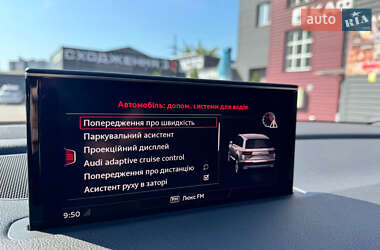 auto RIA
Автомобіль: допом. системи для водія
Попередження про швидкість
Паркувальний асистент
Проекційний дисплей
Audi adaptive cruise control
Попередження про дистанцію
Асистент руху в заторі
9:50
Люкс FM